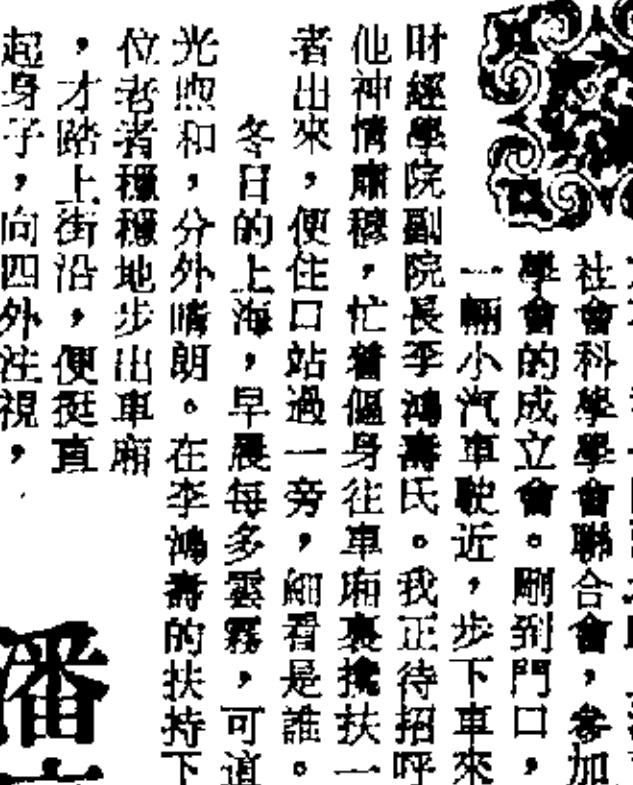 社會科學學會聯合會，參加
學會的成立會。剛到門口，
一輛小汽車駛近，步下車來
財經學院副院長李鴻壽氏。我正待招呼
他神情肅穆，忙着傴身往車廂裏攙扶一
者出來，便住口站過一旁，細看是誰。
冬日的上海，早晨每多雲霧，可道
光煦和，分外晴朗。在李鴻壽的扶持下
位老者穩穩地步出車廂
，才踏上街沿，便挺直
起身子，向四外注視，
潘